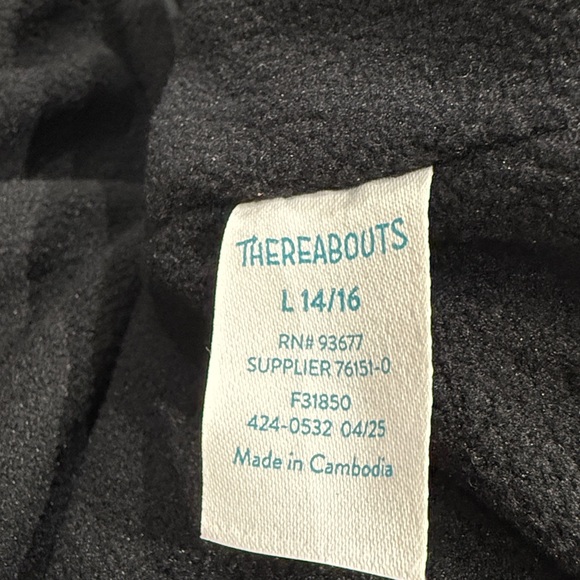 THEREABOUTS
L 14/16
RN# 93677
SUPPLIER 76151-0
F31850
424-0532 04/25
Made in Cambodia